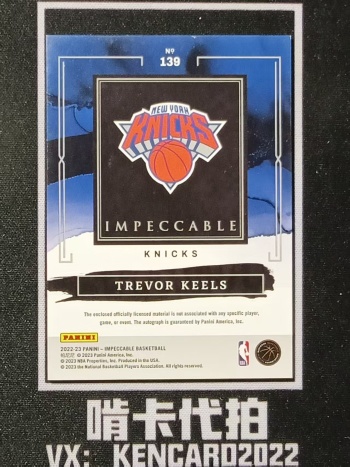 Nº
139
NEW YORK
KNICKS
IMPECCABLE
KNICKS
TREVOR KEELS
The enclosed officially licensed material is not associated with any specific player,
game, or event. The autograph is guaranteed by Panini America, Inc.
PANINI
2022-23 PANINI – IMPECCABLE BASKETBALL
© 2023 Panini America, Inc.
© 2023 NBA Properties, Inc. Produced in the USA.
© 2023 the National Basketball Players Association. All rights reserved.
啃卡代拍
VX: KENCARD2022